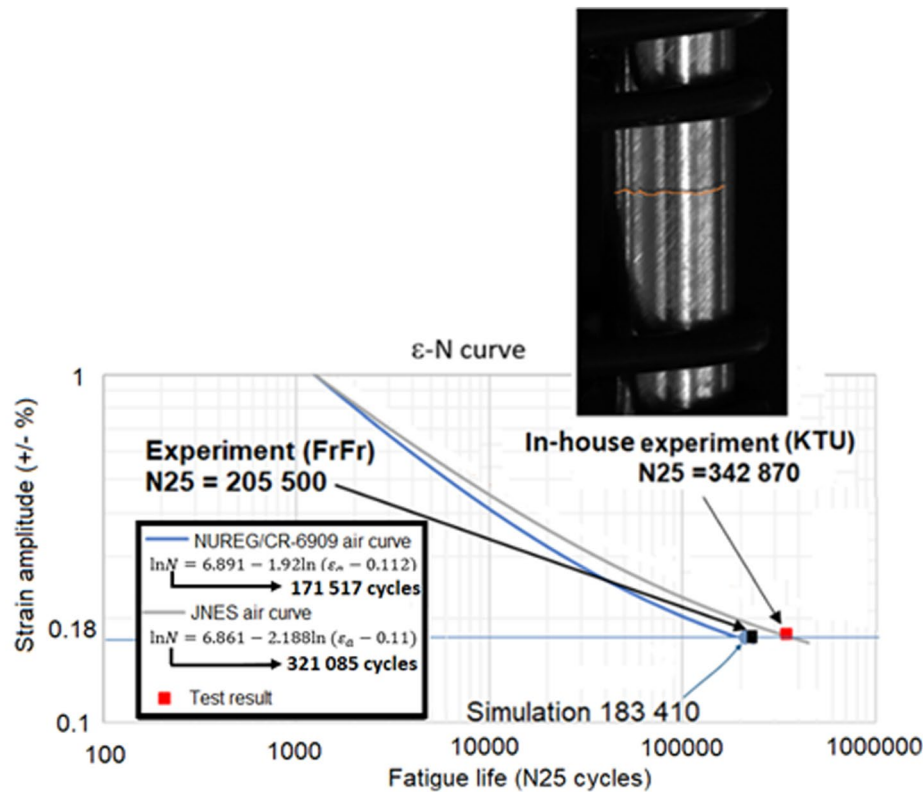 ε-N curve
1
Strain amplitude (+/- %)
0.18
0.1
Experiment (FrFr)
N25 = 205 500
In-house experiment (KTU)
N25 =342 870
NUREG/CR-6909 air curve
lnN = 6.891 − 1.92ln (εₐ − 0.112)
171 517 cycles
JNES air curve
lnN = 6.861 − 2.188ln (εₐ − 0.11)
321 085 cycles
Test result
Simulation 183 410
100 1000 10000 100000 1000000
Fatigue life (N25 cycles)